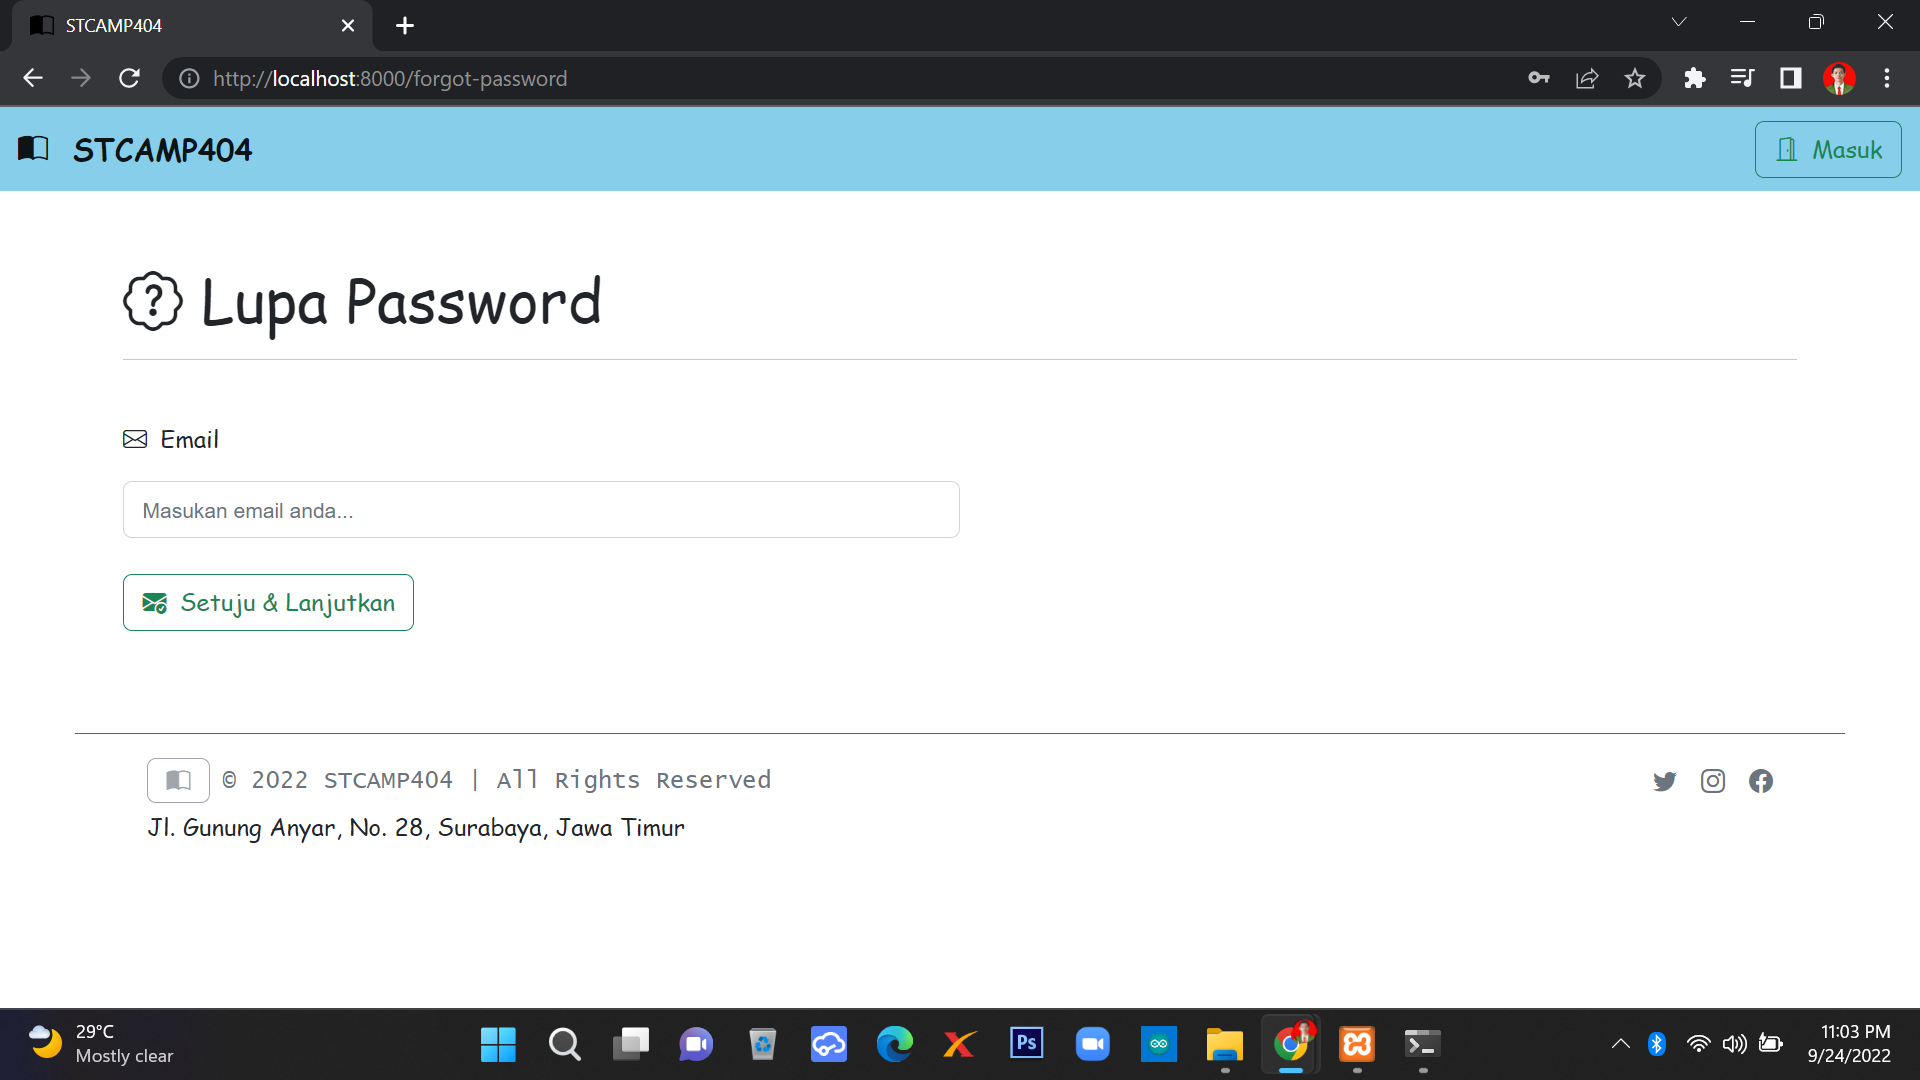 STCAMP404
http://localhost:8000/forgot-password
STCAMP404
Masuk
Lupa Password
Email
Masukan email anda...
Setuju & Lanjutkan
© 2022 STCAMP404 | All Rights Reserved
Jl. Gunung Anyar, No. 28, Surabaya, Jawa Timur
29°C
Mostly clear
Ps
11:03 PM
9/24/2022